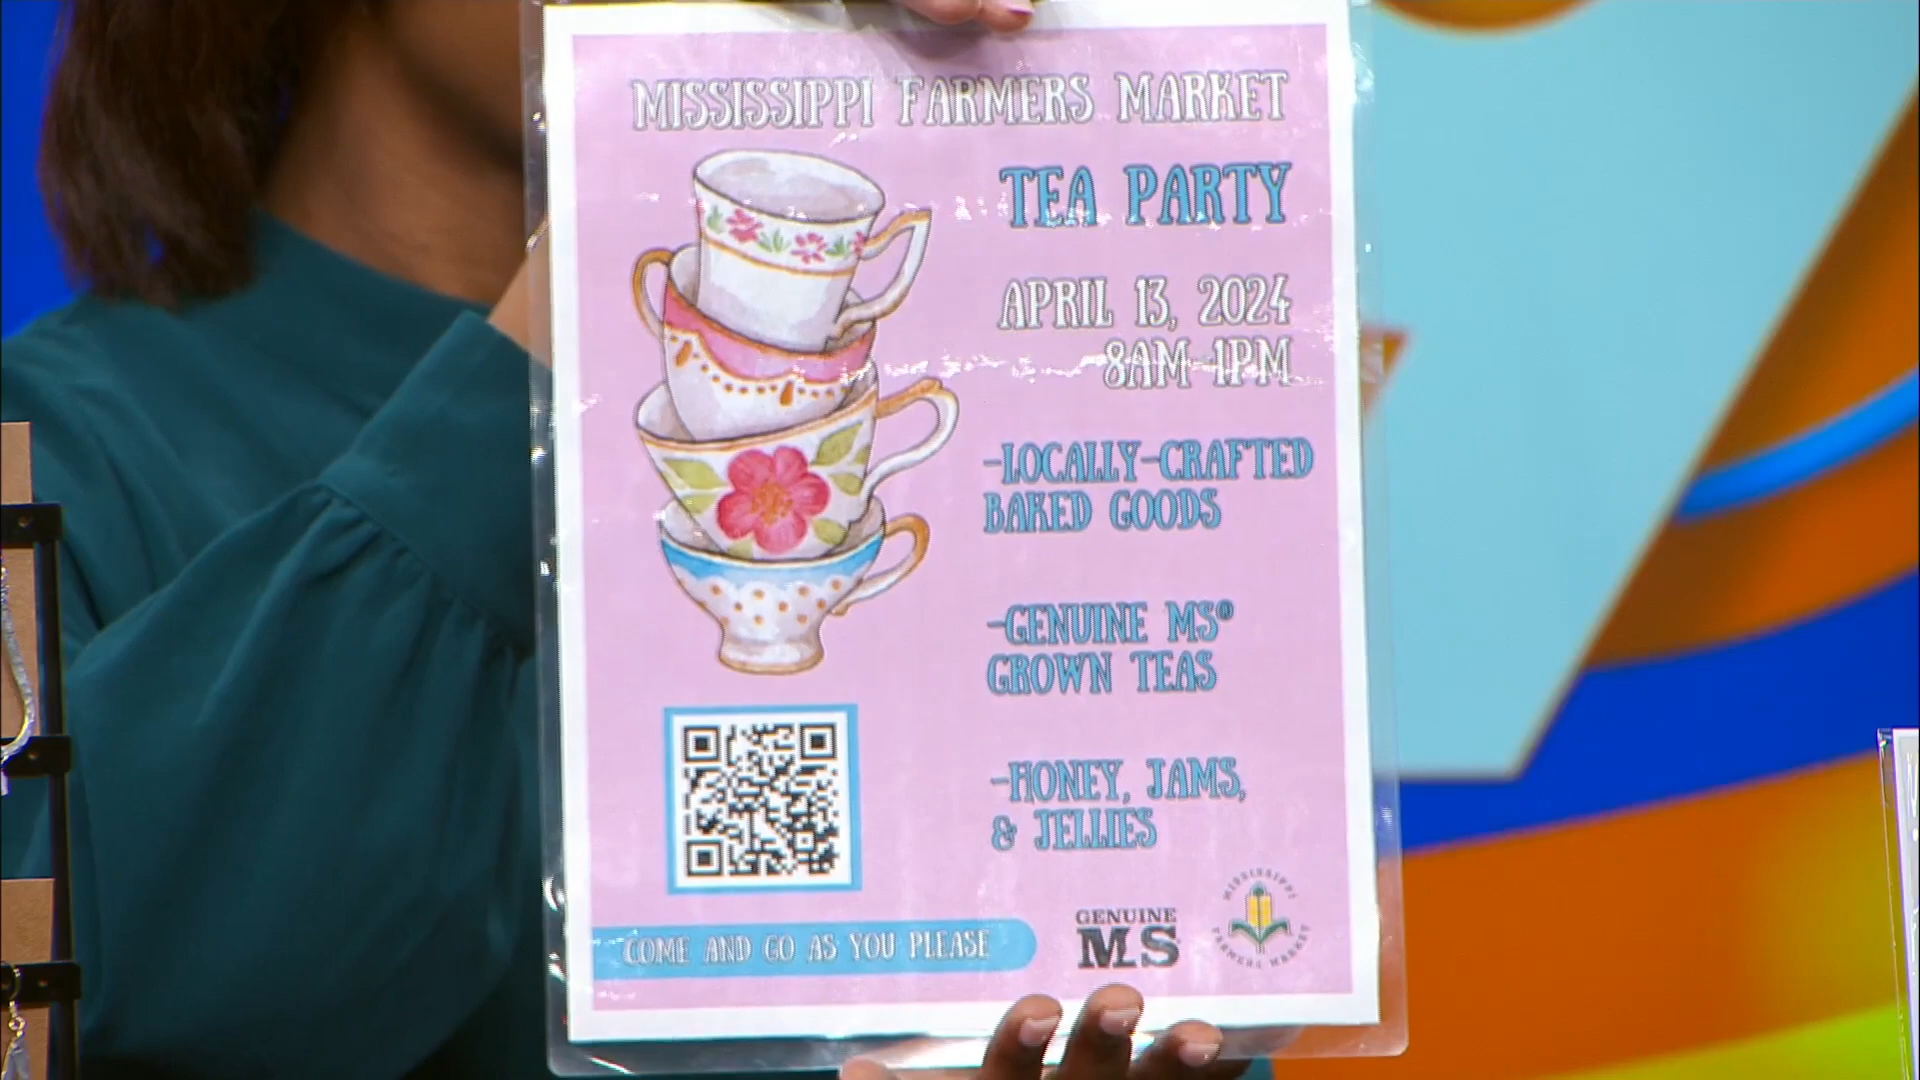 MISSISSIPPI FARMERS MARKET
TEA PARTY
APRIL 13, 2024
8AM-1PM
-LOCALLY-CRAFTED
BAKED GOODS
-GENUINE MS®
GROWN TEAS
-HONEY, JAMS,
& JELLIES
COME AND GO AS YOU PLEASE
GENUINE
MS
MISSISSIPPI
FARMERS MARKET